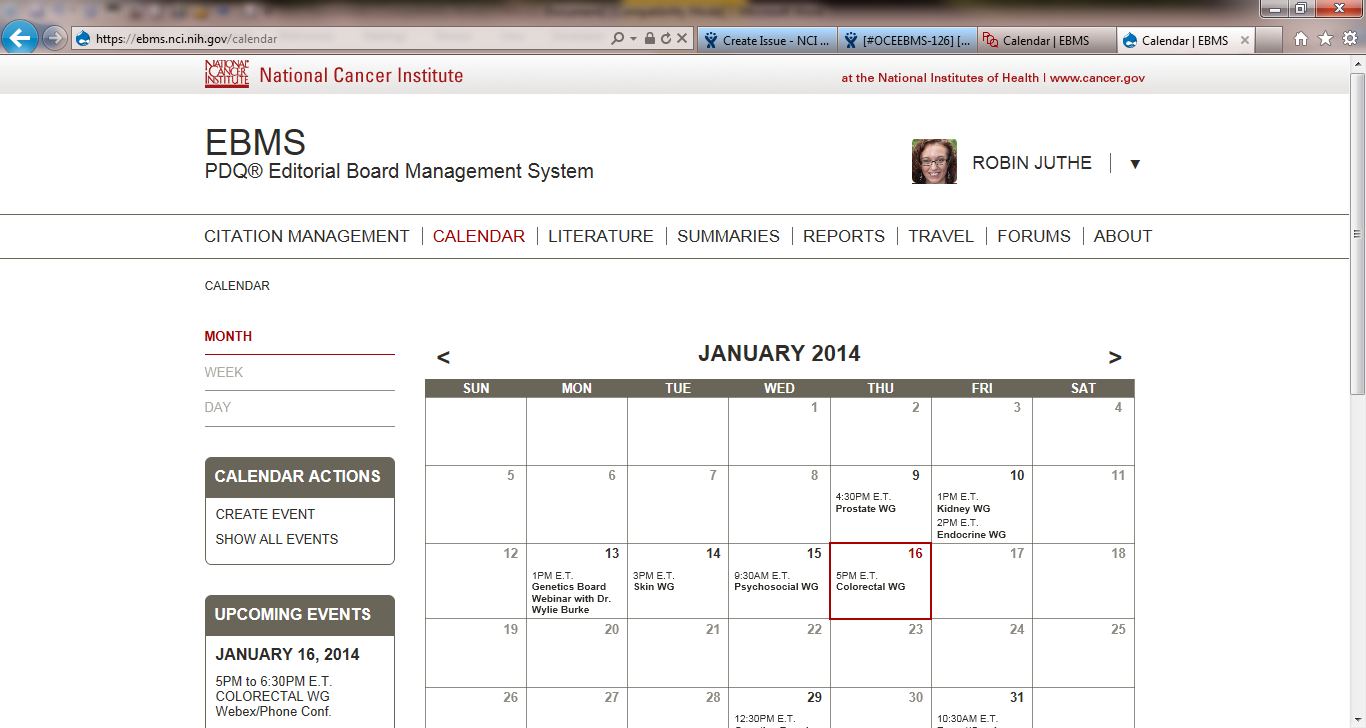 https://ebms.nci.nih.gov/calendar
Create Issue - NCI ...
[#OCEEBMS-126] [...
Calendar | EBMS
Calendar | EBMS
NATIONAL CANCER INSTITUTE
National Cancer Institute
at the National Institutes of Health | www.cancer.gov
EBMS
PDQ® Editorial Board Management System
ROBIN JUTHE
CITATION MANAGEMENT | CALENDAR | LITERATURE | SUMMARIES | REPORTS | TRAVEL | FORUMS | ABOUT
CALENDAR
MONTH
WEEK
DAY
CALENDAR ACTIONS
CREATE EVENT
SHOW ALL EVENTS
UPCOMING EVENTS
JANUARY 16, 2014
5PM to 6:30PM E.T.
COLORECTAL WG
Webex/Phone Conf.
< JANUARY 2014 >
SUN MON TUE WED THU FRI SAT
1 2 3 4
5 6 7 8 9 10 11
4:30PM E.T.
Prostate WG
1PM E.T.
Kidney WG
2PM E.T.
Endocrine WG
12 13 14 15 16 17 18
1PM E.T.
Genetics Board
Webinar with Dr.
Wylie Burke
3PM E.T.
Skin WG
9:30AM E.T.
Psychosocial WG
5PM E.T.
Colorectal WG
19 20 21 22 23 24 25
26 27 28 29 30 31
12:30PM E.T.
10:30AM E.T.